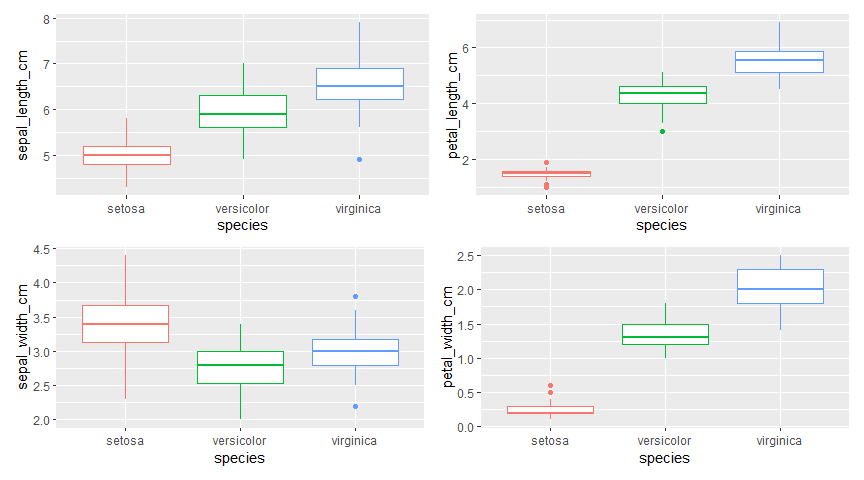 sepal_length_cm
8
7
6
5
setosa versicolor virginica
species
petal_length_cm
6
4
2
setosa versicolor virginica
species
sepal_width_cm
4.5
4.0
3.5
3.0
2.5
2.0
setosa versicolor virginica
species
petal_width_cm
2.5
2.0
1.5
1.0
0.5
0.0
setosa versicolor virginica
species